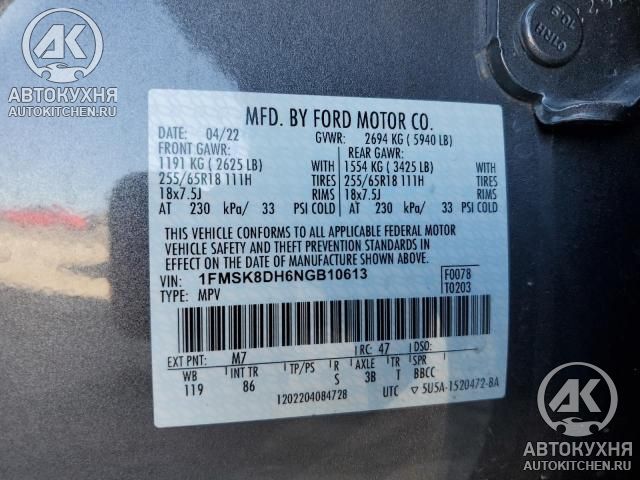 AK
АВТОКУХНЯ
AUTOKITCHEN.RU
MFD. BY FORD MOTOR CO.
DATE: 04/22 GVWR: 2694 KG ( 5940 LB)
FRONT GAWR: REAR GAWR:
1191 KG ( 2625 LB) WITH 1554 KG ( 3425 LB) WITH
255/65R18 111H TIRES 255/65R18 111H TIRES
18x7.5J RIMS 18x7.5J RIMS
AT 230 kPa/ 33 PSI COLD AT 230 kPa/ 33 PSI COLD
THIS VEHICLE CONFORMS TO ALL APPLICABLE FEDERAL MOTOR
VEHICLE SAFETY AND THEFT PREVENTION STANDARDS IN
EFFECT ON THE DATE OF MANUFACTURE SHOWN ABOVE.
VIN: 1FMSK8DH6NGB10613 F0078
TYPE: MPV T0203
EXT PNT: M7 RC: 47 DSO:
WB INT TR TP/PS R AXLE TR SPR
119 86 S 3B T BBCC
1202204084728 UTC ▽ 5U5A-1520472-8A
AK
АВТОКУХНЯ
AUTOKITCHEN.RU